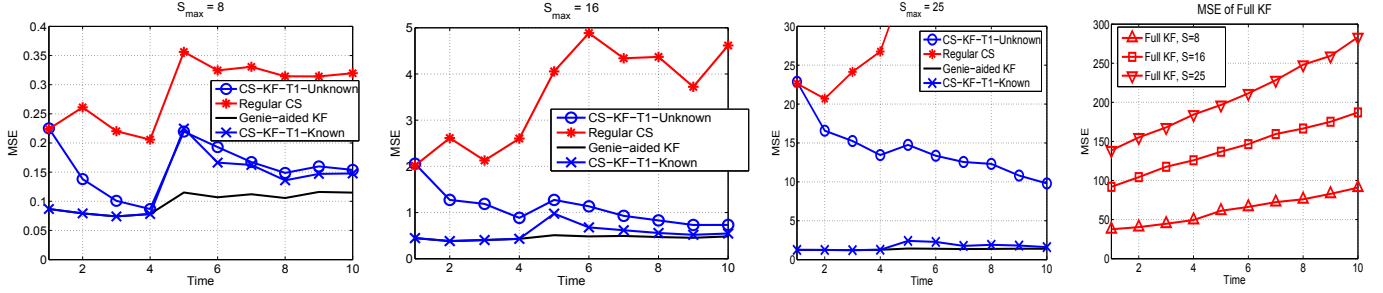 S_max = 8
MSE
0.4
0.35
0.3
0.25
0.2
0.15
0.1
0.05
0
CS-KF-T1-Unknown
Regular CS
Genie-aided KF
CS-KF-T1-Known
2 4 6 8 10
Time
S_max = 16
MSE
5
4
3
2
1
0
CS-KF-T1-Unknown
Regular CS
Genie-aided KF
CS-KF-T1-Known
2 4 6 8 10
Time
S_max = 25
MSE
30
25
20
15
10
5
0
CS-KF-T1-Unknown
Regular CS
Genie-aided KF
CS-KF-T1-Known
2 4 6 8 10
Time
MSE of Full KF
MSE
300
250
200
150
100
50
0
Full KF, S=8
Full KF, S=16
Full KF, S=25
2 4 6 8 10
Time